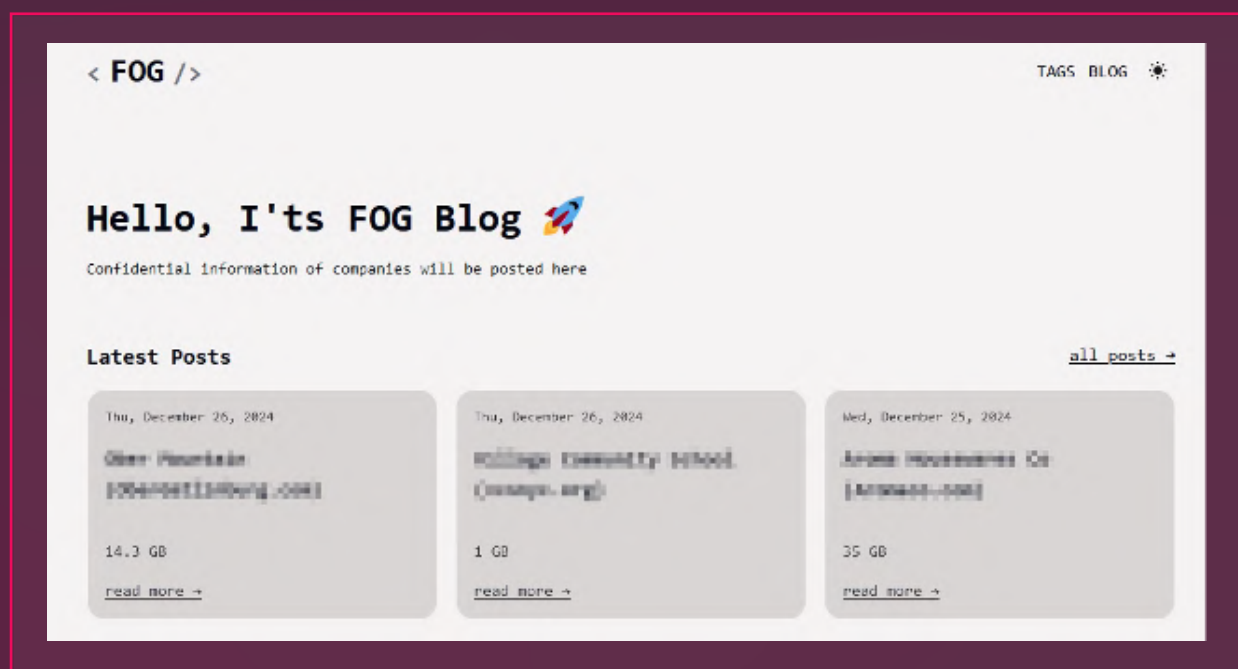 < FOG />
TAGS BLOG
Hello, I'ts FOG Blog 🚀
Confidential information of companies will be posted here
Latest Posts
all posts →
Thu, December 26, 2024
14.3 GB
read more →
Thu, December 26, 2024
1 GB
read more →
Wed, December 25, 2024
35 GB
read more →